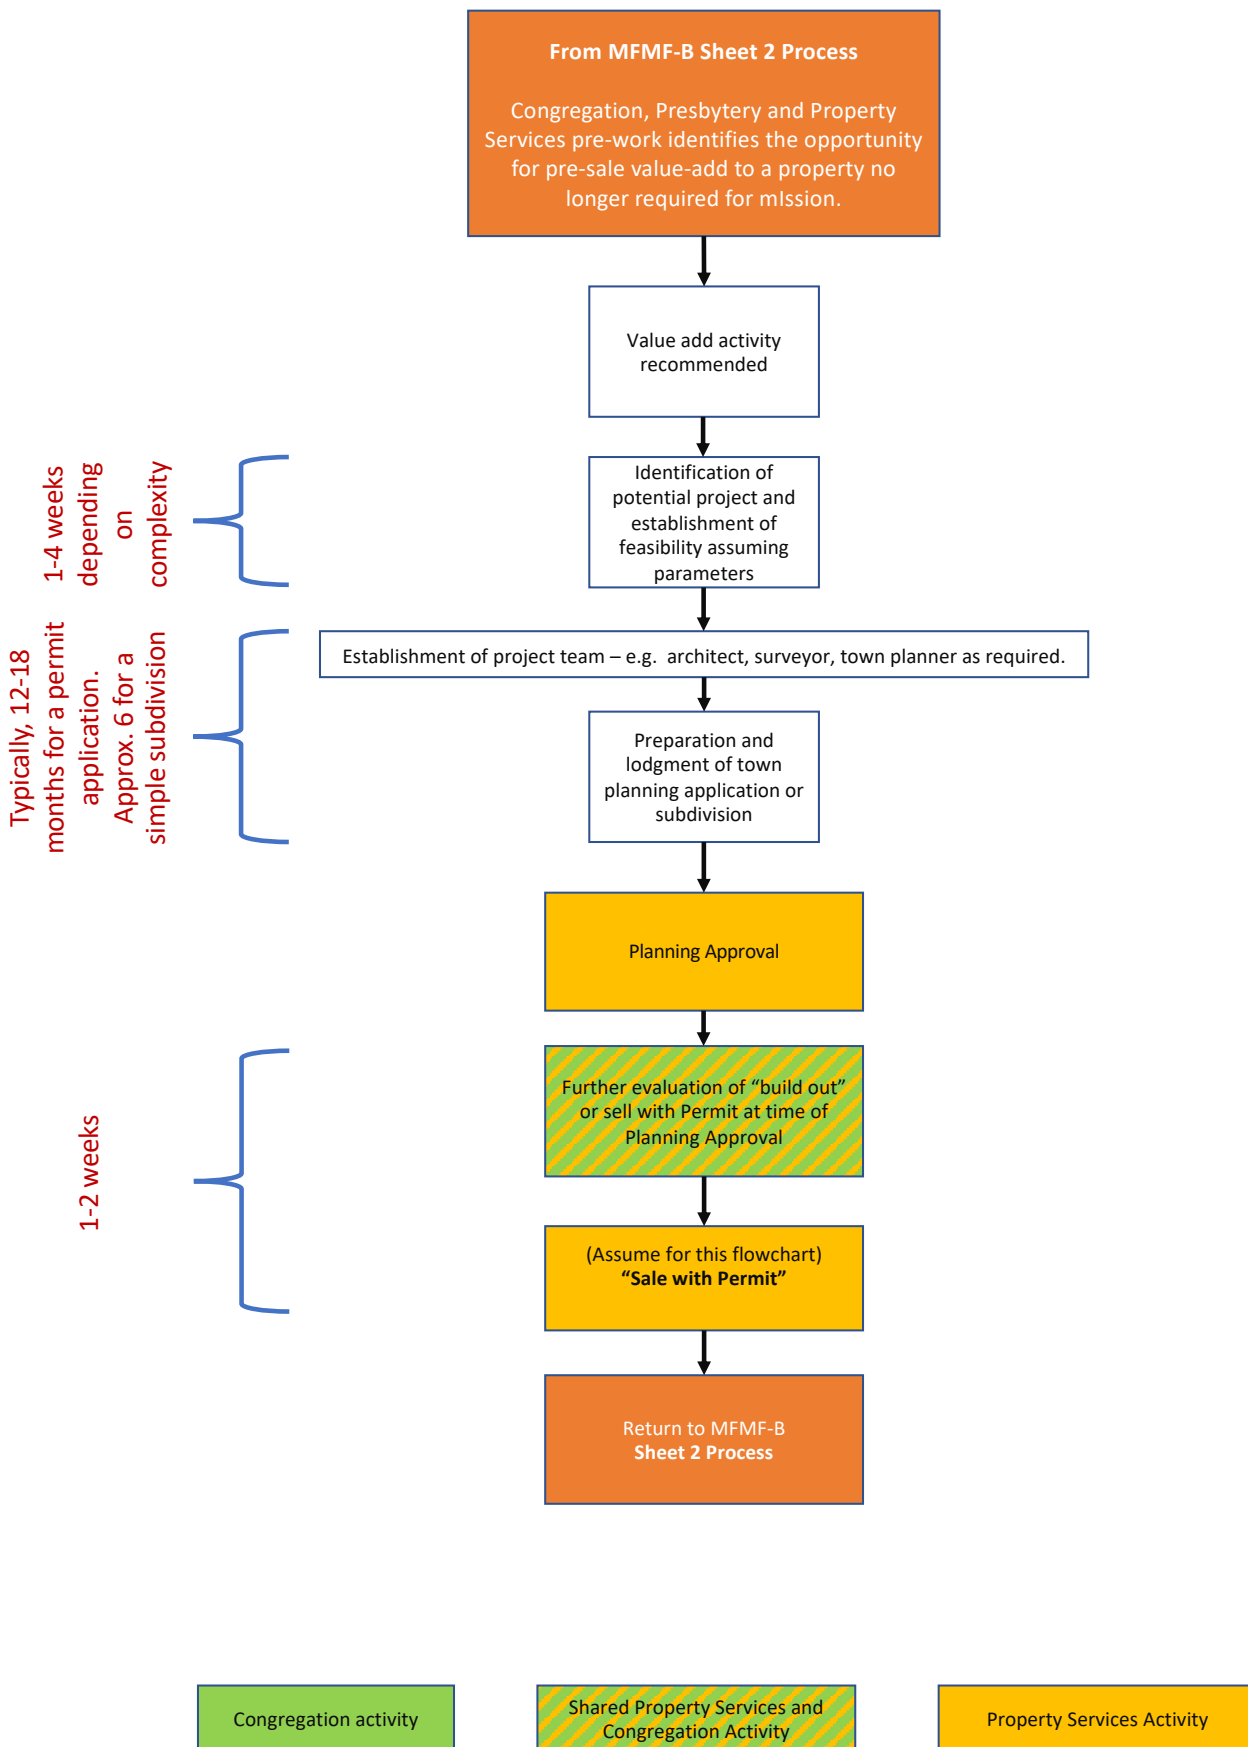 From MFMF-B Sheet 2 Process
Congregation, Presbytery and Property
Services pre-work identifies the opportunity
for pre-sale value-add to a property no
longer required for mIssion.
Value add activity
recommended
1-4 weeks
depending
on
complexity
Identification of
potential project and
establishment of
feasibility assuming
parameters
Typically, 12-18
months for a permit
application.
Approx. 6 for a
simple subdivision
Establishment of project team – e.g. architect, surveyor, town planner as required.
Preparation and
lodgment of town
planning application or
subdivision
Planning Approval
1-2 weeks
Further evaluation of “build out”
or sell with Permit at time of
Planning Approval
(Assume for this flowchart)
“Sale with Permit”
Return to MFMF-B
Sheet 2 Process
Congregation activity
Shared Property Services and
Congregation Activity
Property Services Activity